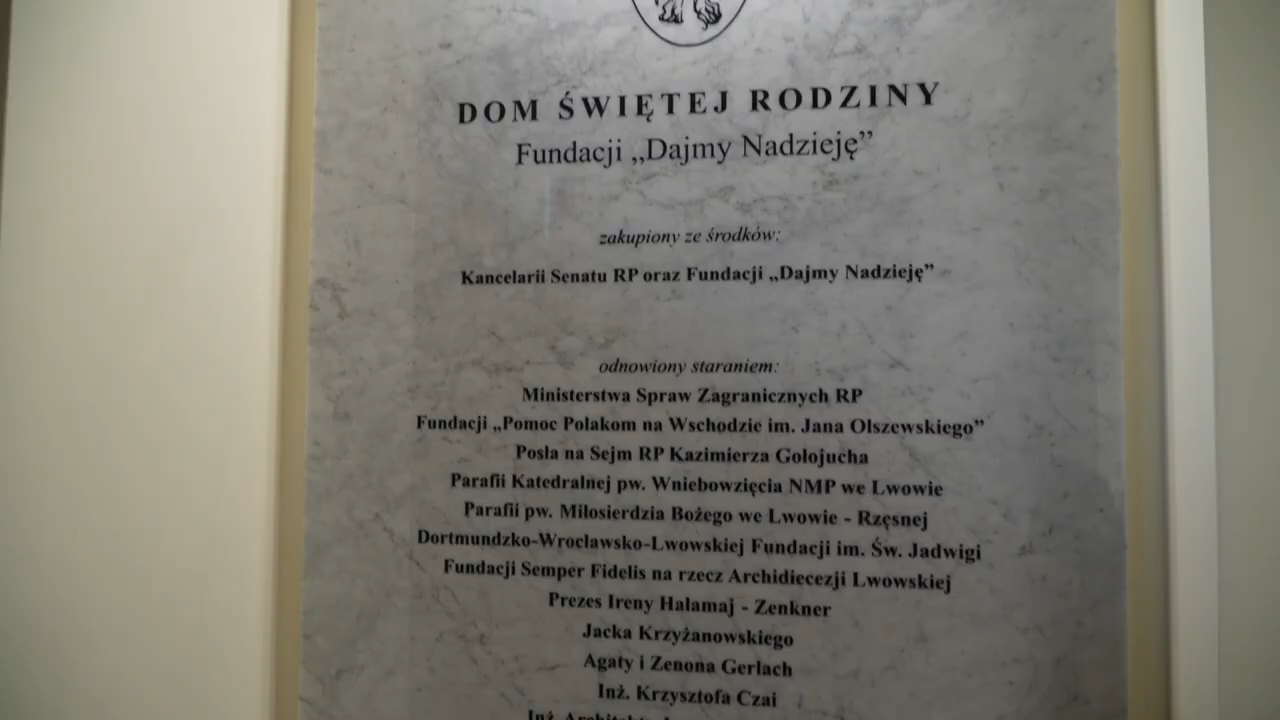 DOM ŚWIĘTEJ RODZINY
Fundacji „Dajmy Nadzieję”
zakupiony ze środków:
Kancelarii Senatu RP oraz Fundacji „Dajmy Nadzieję”
odnowiony staraniem:
Ministerstwa Spraw Zagranicznych RP
Fundacji „Pomoc Polakom na Wschodzie im. Jana Olszewskiego”
Posła na Sejm RP Kazimierza Gołojucha
Parafii Katedralnej pw. Wniebowzięcia NMP we Lwowie
Parafii pw. Miłosierdzia Bożego we Lwowie - Rzęsnej
Dortmundzko-Wrocławsko-Lwowskiej Fundacji im. Św. Jadwigi
Fundacji Semper Fidelis na rzecz Archidiecezji Lwowskiej
Prezes Ireny Hałamaj - Zenkner
Jacka Krzyżanowskiego
Agaty i Zenona Gerlach
Inż. Krzysztofa Czai
Inż.